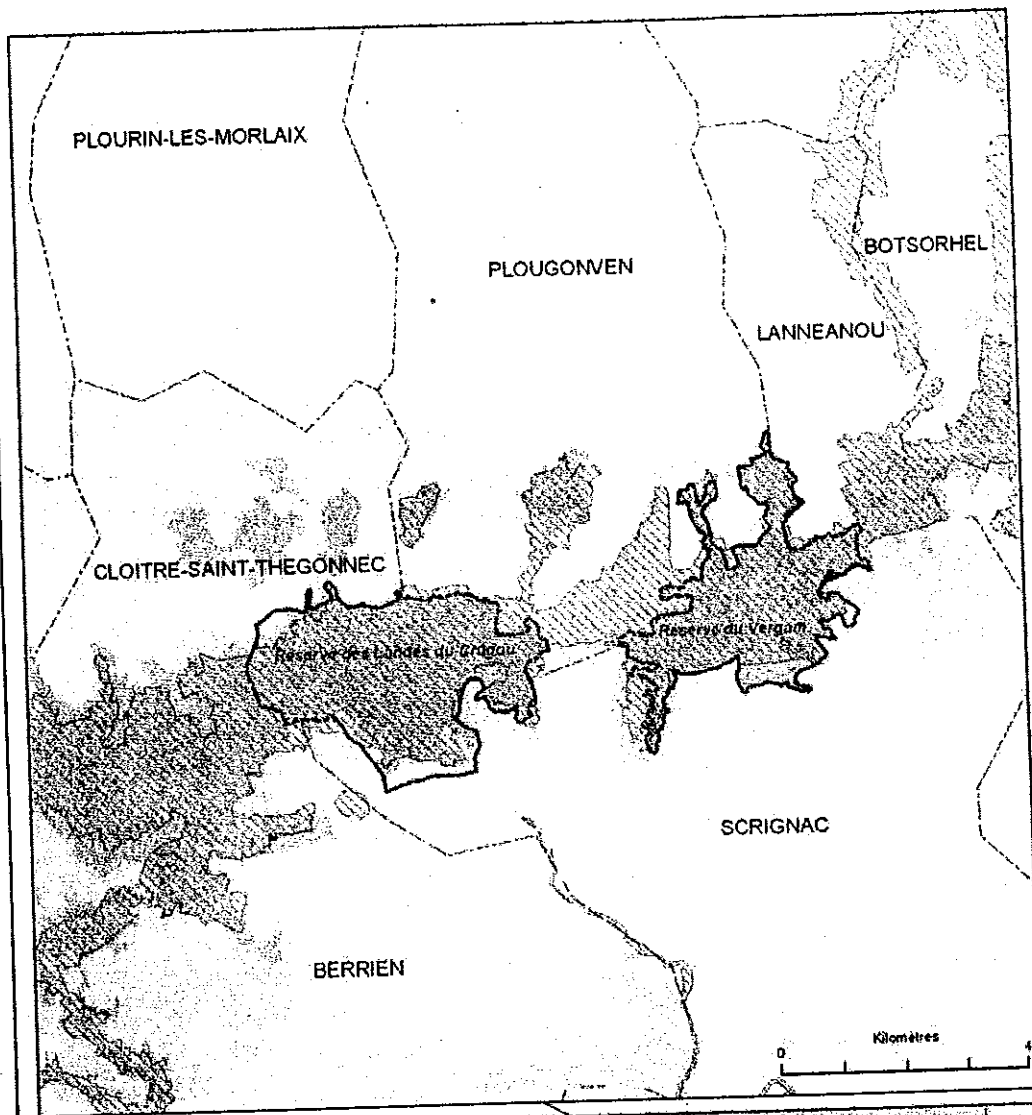 PLOURIN-LES-MORLAIX
PLOUGONVEN
BOTSORHEL
LANNEANOU
CLOITRE-SAINT-THEGONNEC
Réserve des Landes du Cragou
Réserve du Vergam
SCRIGNAC
BERRIEN
Kilomètres
0 4